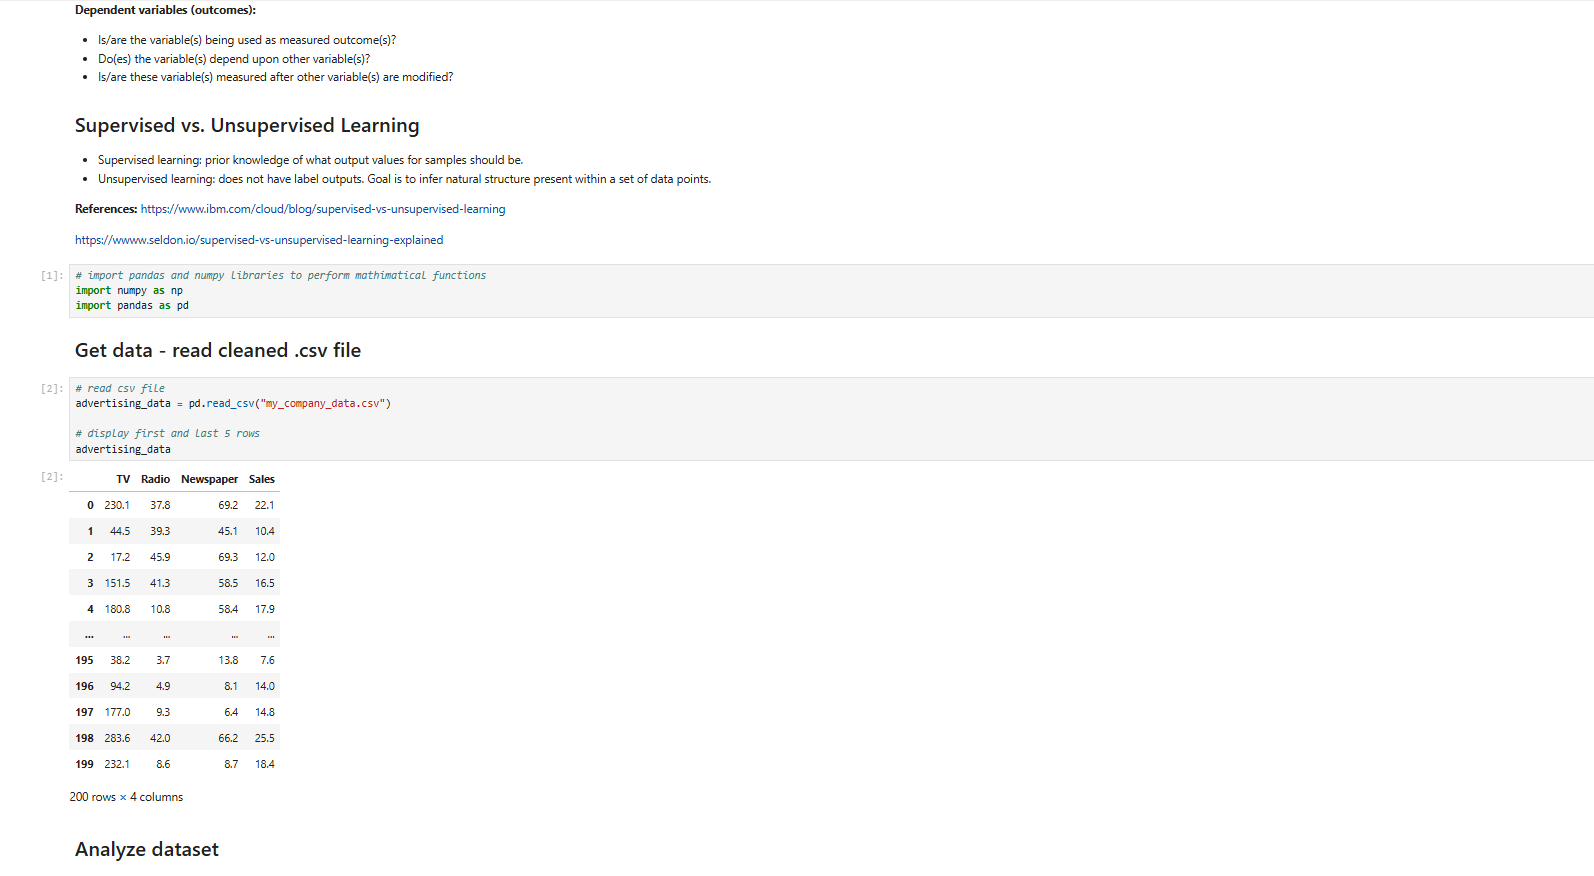 Dependent variables (outcomes):
• Is/are the variable(s) being used as measured outcome(s)?
• Do(es) the variable(s) depend upon other variable(s)?
• Is/are these variable(s) measured after other variable(s) are modified?
Supervised vs. Unsupervised Learning
• Supervised learning: prior knowledge of what output values for samples should be.
• Unsupervised learning: does not have label outputs. Goal is to infer natural structure present within a set of data points.
References: https://www.ibm.com/cloud/blog/supervised-vs-unsupervised-learning
https://wwww.seldon.io/supervised-vs-unsupervised-learning-explained
[1]: # import pandas and numpy libraries to perform mathimatical functions
import numpy as np
import pandas as pd
Get data - read cleaned .csv file
[2]: # read csv file
advertising_data = pd.read_csv("my_company_data.csv")
# display first and last 5 rows
advertising_data
[2]: TV Radio Newspaper Sales
0 230.1 37.8 69.2 22.1
1 44.5 39.3 45.1 10.4
2 17.2 45.9 69.3 12.0
3 151.5 41.3 58.5 16.5
4 180.8 10.8 58.4 17.9
... ... ... ... ...
195 38.2 3.7 13.8 7.6
196 94.2 4.9 8.1 14.0
197 177.0 9.3 6.4 14.8
198 283.6 42.0 66.2 25.5
199 232.1 8.6 8.7 18.4
200 rows × 4 columns
Analyze dataset